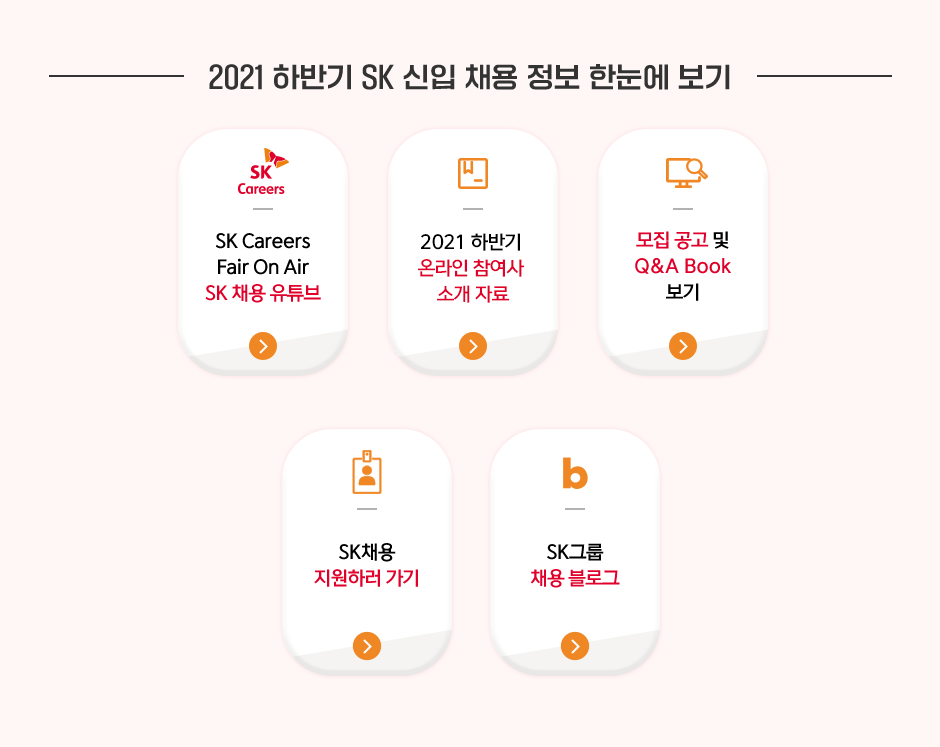 2021 하반기 SK 신입 채용 정보 한눈에 보기
SK
Careers
SK Careers
Fair On Air
SK 채용 유튜브
2021 하반기
온라인 참여사
소개 자료
모집 공고 및
Q&A Book
보기
SK채용
지원하러 가기
b
SK그룹
채용 블로그